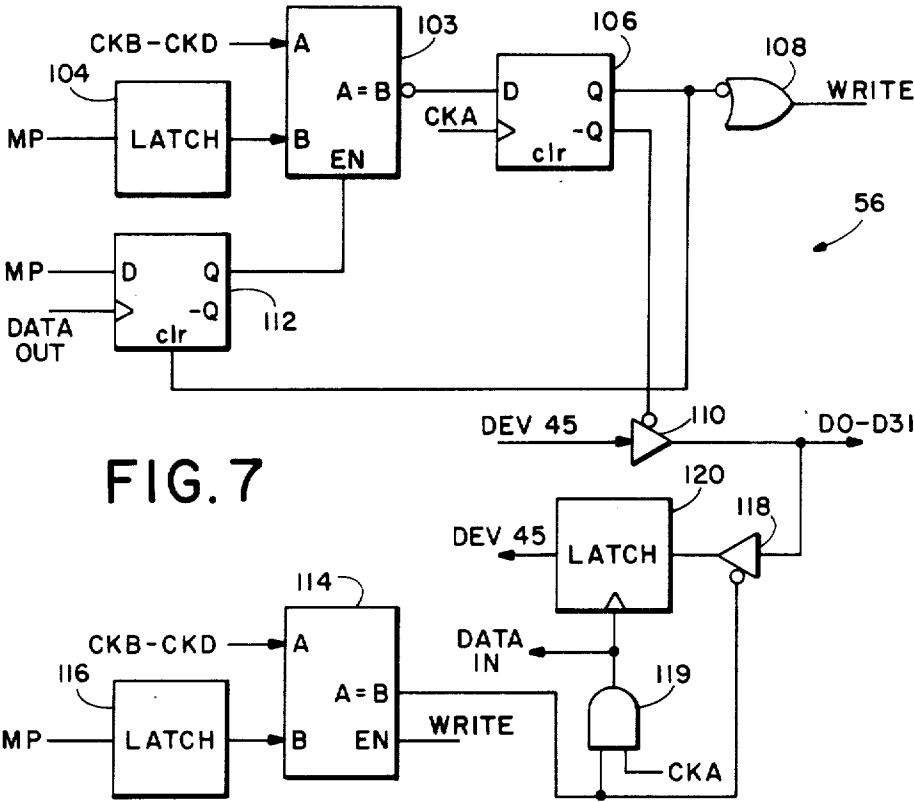 CKB-CKD
A
103
106
108
104
A = B
D
Q
WRITE
CKA
MP
LATCH
B
-Q
EN
clr
56
MP
D
Q
-Q
112
DATA
OUT
clr
DEV 45
110
D0-D31
FIG. 7
120
118
DEV 45
LATCH
114
CKB-CKD
A
DATA
IN
116
119
A = B
WRITE
MP
LATCH
B
EN
CKA